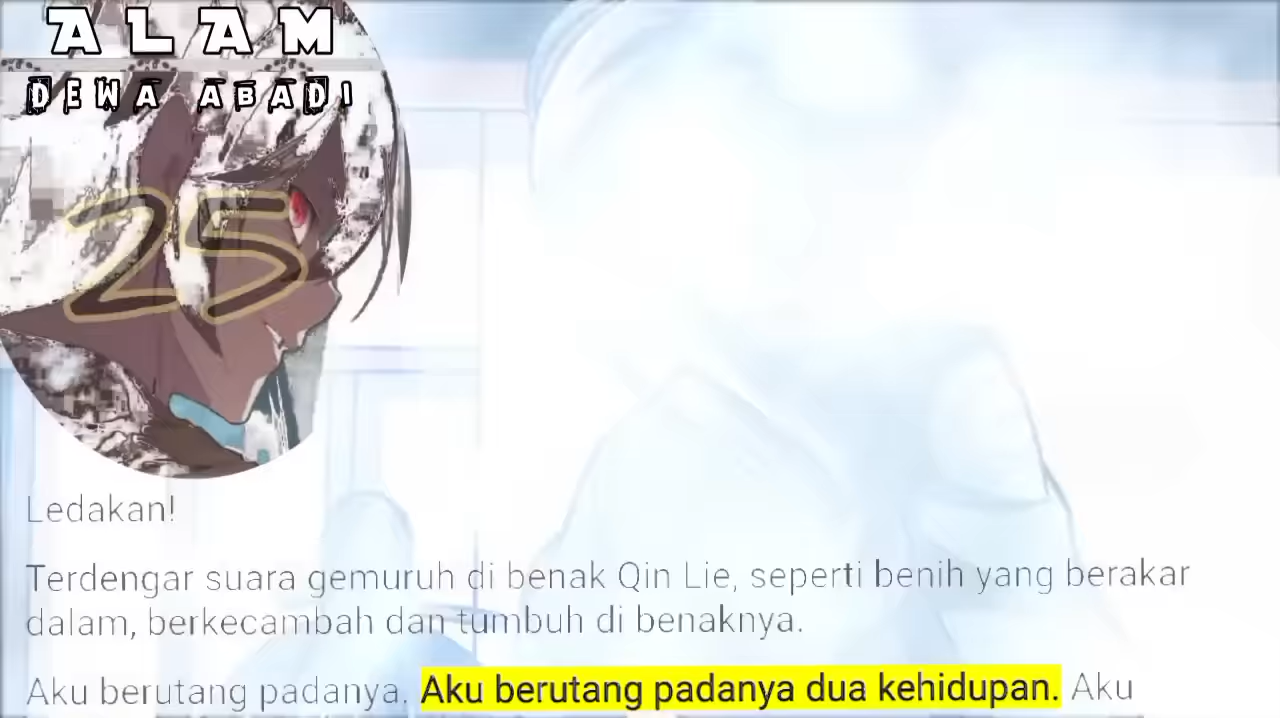 ALAM
DEWA ABADI
25
Ledakan!
Terdengar suara gemuruh di benak Qin Lie, seperti benih yang berakar
dalam, berkecambah dan tumbuh di benaknya.
Aku berutang padanya. Aku berutang padanya dua kehidupan. Aku